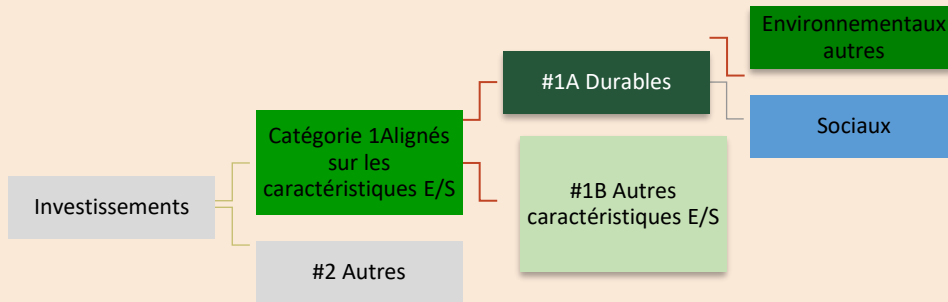 Environnementaux
autres
#1A Durables
Catégorie 1Alignés
sur les
caractéristiques E/S
Sociaux
#1B Autres
caractéristiques E/S
Investissements
#2 Autres